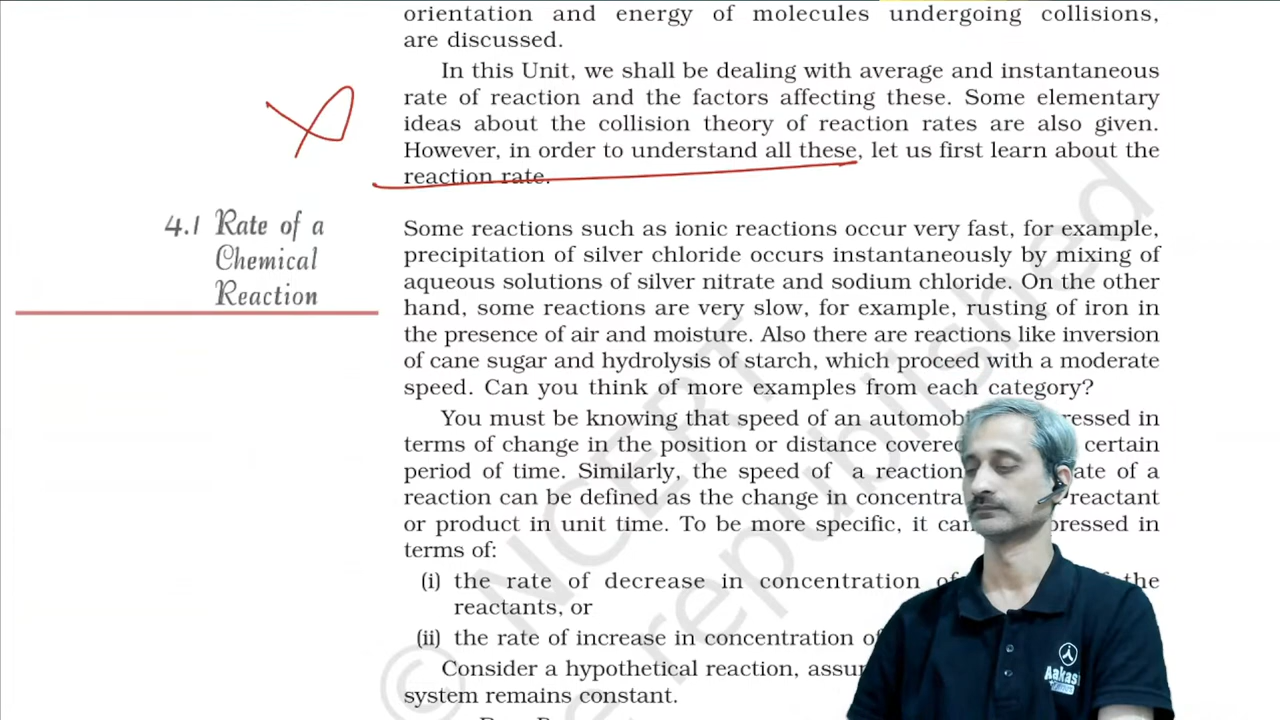 orientation and energy of molecules undergoing collisions,
are discussed.
In this Unit, we shall be dealing with average and instantaneous
rate of reaction and the factors affecting these. Some elementary
ideas about the collision theory of reaction rates are also given.
However, in order to understand all these, let us first learn about the
reaction rate.
4.1 Rate of a
Chemical
Reaction
Some reactions such as ionic reactions occur very fast, for example,
precipitation of silver chloride occurs instantaneously by mixing of
aqueous solutions of silver nitrate and sodium chloride. On the other
hand, some reactions are very slow, for example, rusting of iron in
the presence of air and moisture. Also there are reactions like inversion
of cane sugar and hydrolysis of starch, which proceed with a moderate
speed. Can you think of more examples from each category?
You must be knowing that speed of an automobi ressed in
terms of change in the position or distance covered certain
period of time. Similarly, the speed of a reaction ate of a
reaction can be defined as the change in concentra reactant
or product in unit time. To be more specific, it can pressed in
terms of:
(i) the rate of decrease in concentration of the
reactants, or
(ii) the rate of increase in concentration of
Consider a hypothetical reaction, assu
system remains constant.
© NCERT
be republished
Aakas